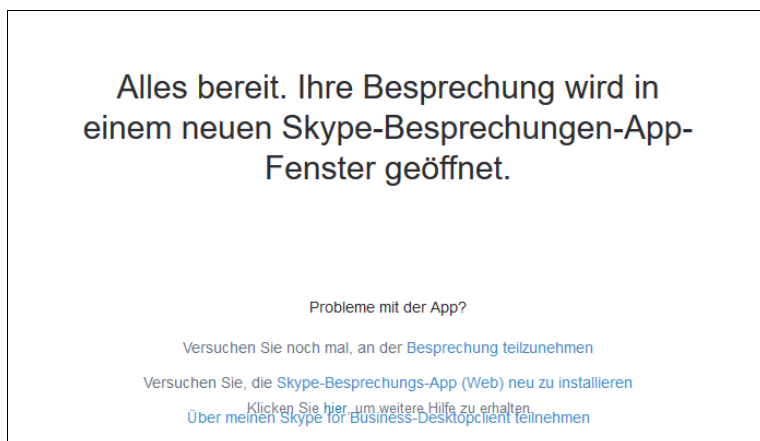 Alles bereit. Ihre Besprechung wird in
einem neuen Skype-Besprechungen-App-
Fenster geöffnet.
Probleme mit der App?
Versuchen Sie noch mal, an der Besprechung teilzunehmen
Versuchen Sie, die Skype-Besprechungs-App (Web) neu zu installieren
Klicken Sie hier, um weitere Hilfe zu erhalten.
Über meinen Skype for Business-Desktopclient teilnehmen